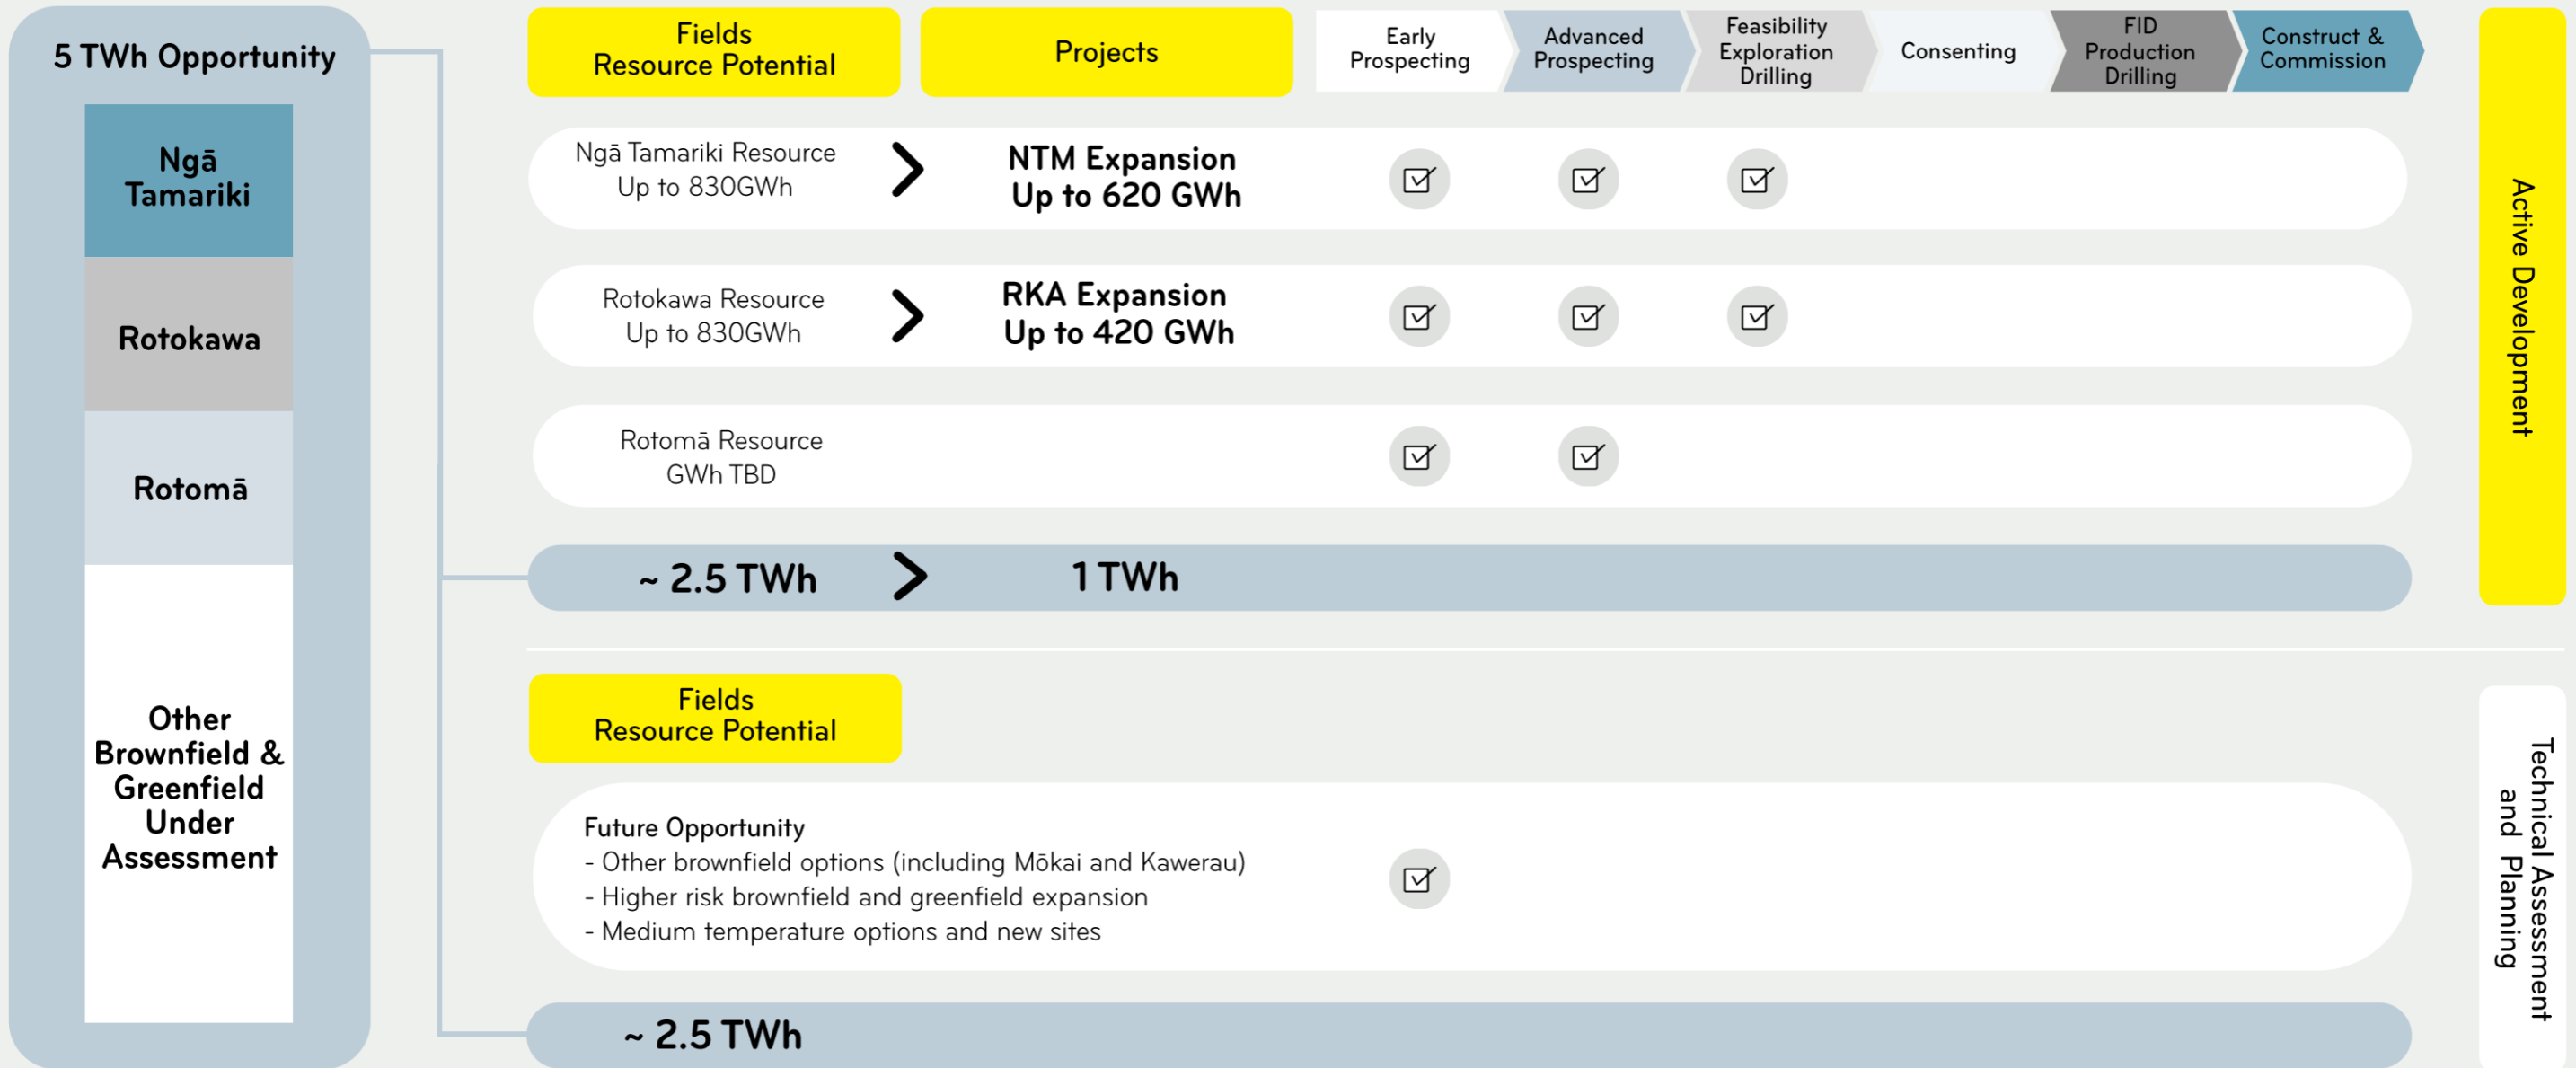 5 TWh Opportunity
Ngā
Tamariki
Rotokawa
Rotomā
Other
Brownfield &
Greenfield
Under
Assessment
Fields
Resource Potential
Projects
Early
Prospecting
Advanced
Prospecting
Feasibility
Exploration
Drilling
Consenting
FID
Production
Drilling
Construct &
Commission
Ngā Tamariki Resource
Up to 830GWh
NTM Expansion
Up to 620 GWh
Rotokawa Resource
Up to 830GWh
RKA Expansion
Up to 420 GWh
Rotomā Resource
GWh TBD
~ 2.5 TWh
1 TWh
Active Development
Fields
Resource Potential
Future Opportunity
- Other brownfield options (including Mōkai and Kawerau)
- Higher risk brownfield and greenfield expansion
- Medium temperature options and new sites
~ 2.5 TWh
Technical Assessment
and Planning